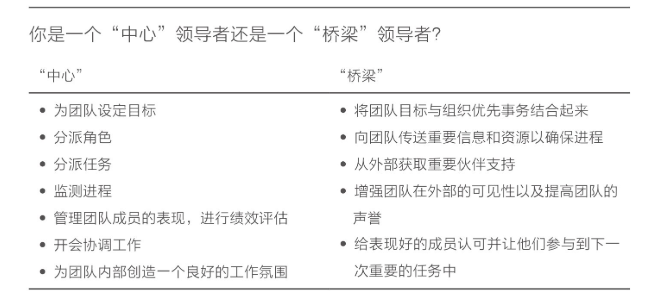 你是一个“中心”领导者还是一个“桥梁”领导者?
“中心”
• 为团队设定目标
• 分派角色
• 分派任务
• 监测进程
• 管理团队成员的表现，进行绩效评估
• 开会协调工作
• 为团队内部创造一个良好的工作氛围
“桥梁”
• 将团队目标与组织优先事务结合起来
• 向团队传送重要信息和资源以确保进程
• 从外部获取重要伙伴支持
• 增强团队在外部的可见性以及提高团队的
声誉
• 给表现好的成员认可并让他们参与到下一
次重要的任务中